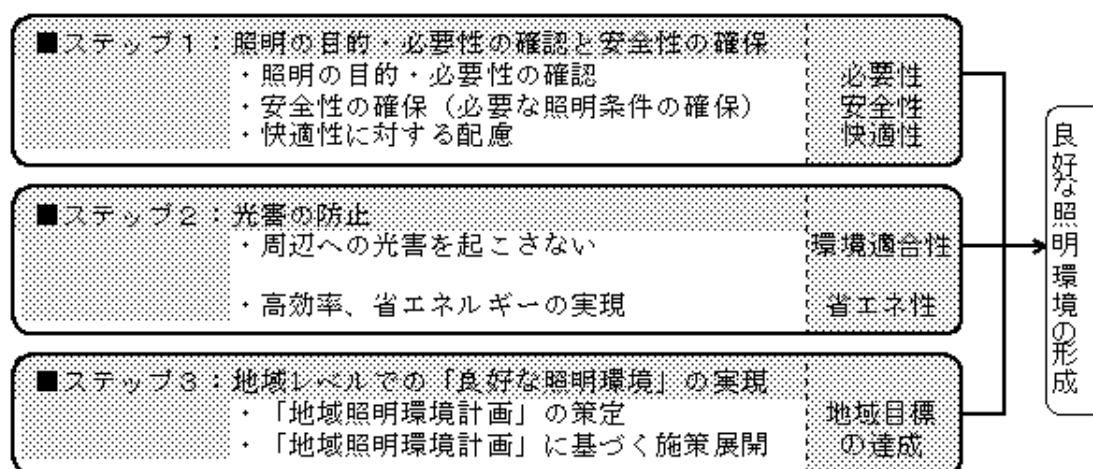 ■ステップ1：照明の目的・必要性の確認と安全性の確保
・照明の目的・必要性の確認
・安全性の確保（必要な照明条件の確保）
・快適性に対する配慮
必要性
安全性
快適性
■ステップ2：光害の防止
・周辺への光害を起こさない
環境適合性
・高効率、省エネルギーの実現
省エネ性
■ステップ3：地域レベルでの「良好な照明環境」の実現
・「地域照明環境計画」の策定
・「地域照明環境計画」に基づく施策展開
地域目標
の達成
良好な照明環境の形成